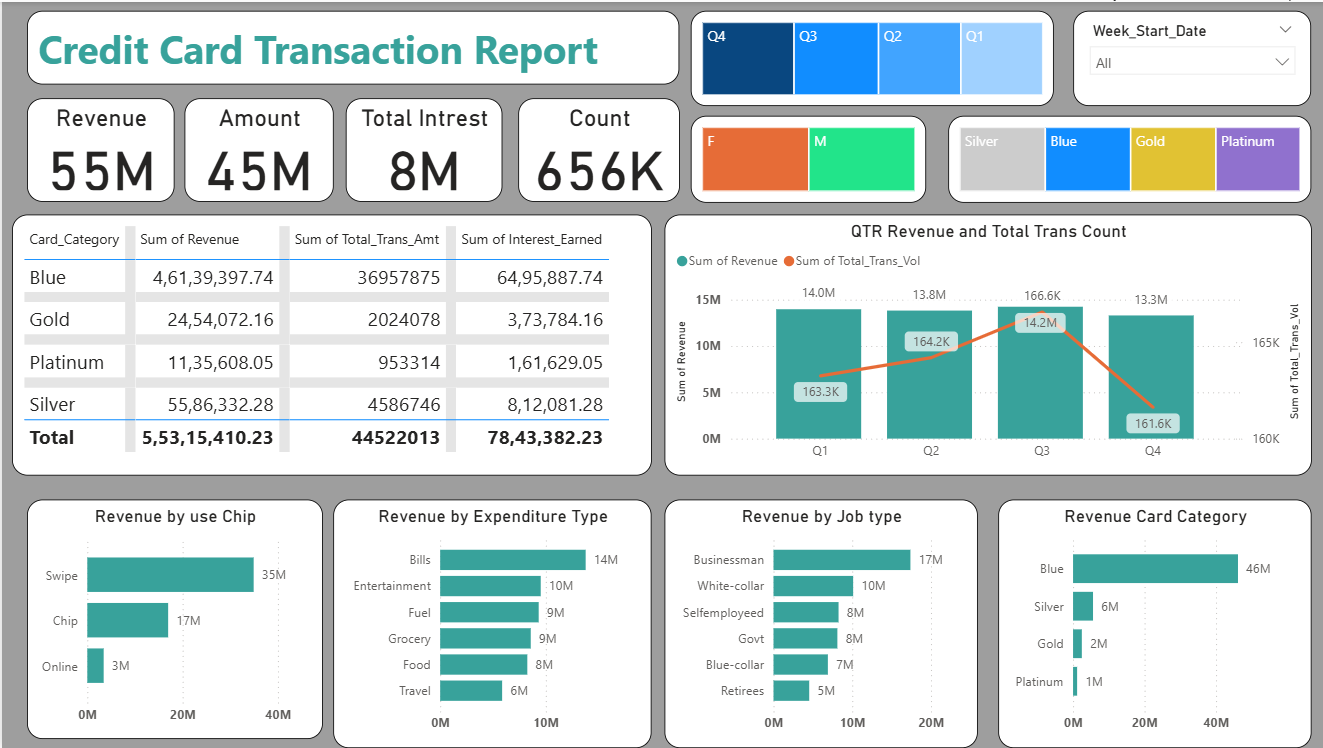 Credit Card Transaction Report
Q4 Q3 Q2 Q1
Week_Start_Date
All
Revenue
55M
Amount
45M
Total Intrest
8M
Count
656K
F M
Silver Blue Gold Platinum
Card_Category Sum of Revenue Sum of Total_Trans_Amt Sum of Interest_Earned
Blue 4,61,39,397.74 36957875 64,95,887.74
Gold 24,54,072.16 2024078 3,73,784.16
Platinum 11,35,608.05 953314 1,61,629.05
Silver 55,86,332.28 4586746 8,12,081.28
Total 5,53,15,410.23 44522013 78,43,382.23
QTR Revenue and Total Trans Count
Sum of Revenue Sum of Total_Trans_Vol
Sum of Revenue
15M
10M
5M
0M
14.0M 13.8M 166.6K 13.3M
14.2M
164.2K
163.3K
161.6K
Q1 Q2 Q3 Q4
165K
160K
Sum of Total_Trans_Vol
Revenue by use Chip
Swipe 35M
Chip 17M
Online 3M
0M 20M 40M
Revenue by Expenditure Type
Bills 14M
Entertainment 10M
Fuel 9M
Grocery 9M
Food 8M
Travel 6M
0M 10M
Revenue by Job type
Businessman 17M
White-collar 10M
Selfemployeed 8M
Govt 8M
Blue-collar 7M
Retirees 5M
0M 10M 20M
Revenue Card Category
Blue 46M
Silver 6M
Gold 2M
Platinum 1M
0M 20M 40M